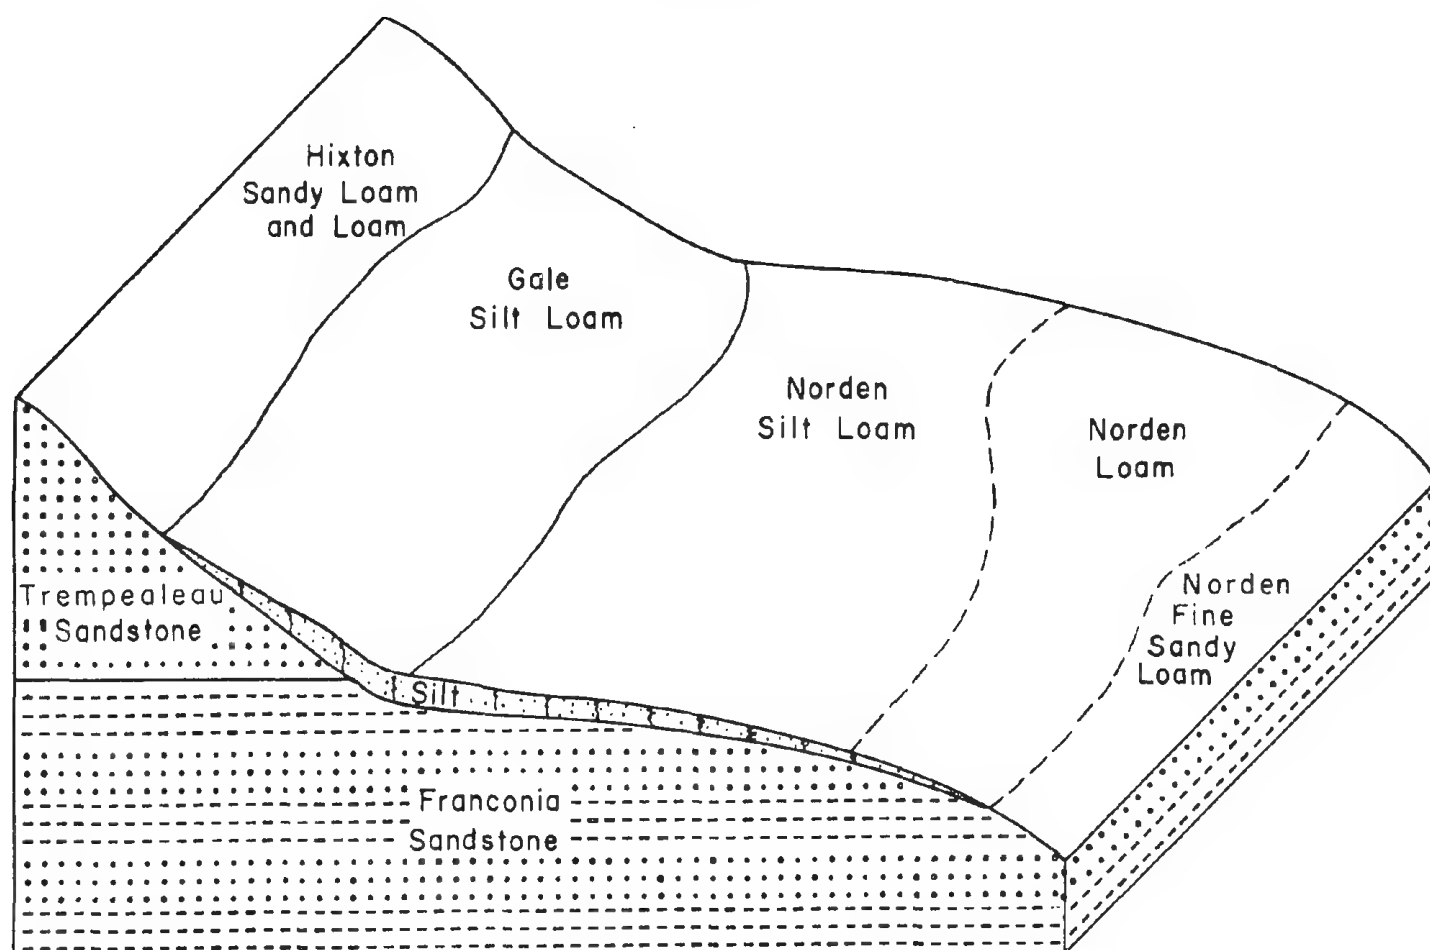 Hixton
Sandy Loam
and Loam
Gale
Silt Loam
Norden
Silt Loam
Norden
Loam
Norden
Fine
Sandy
Loam
Trempealeau
Sandstone
Silt
Franconia
Sandstone